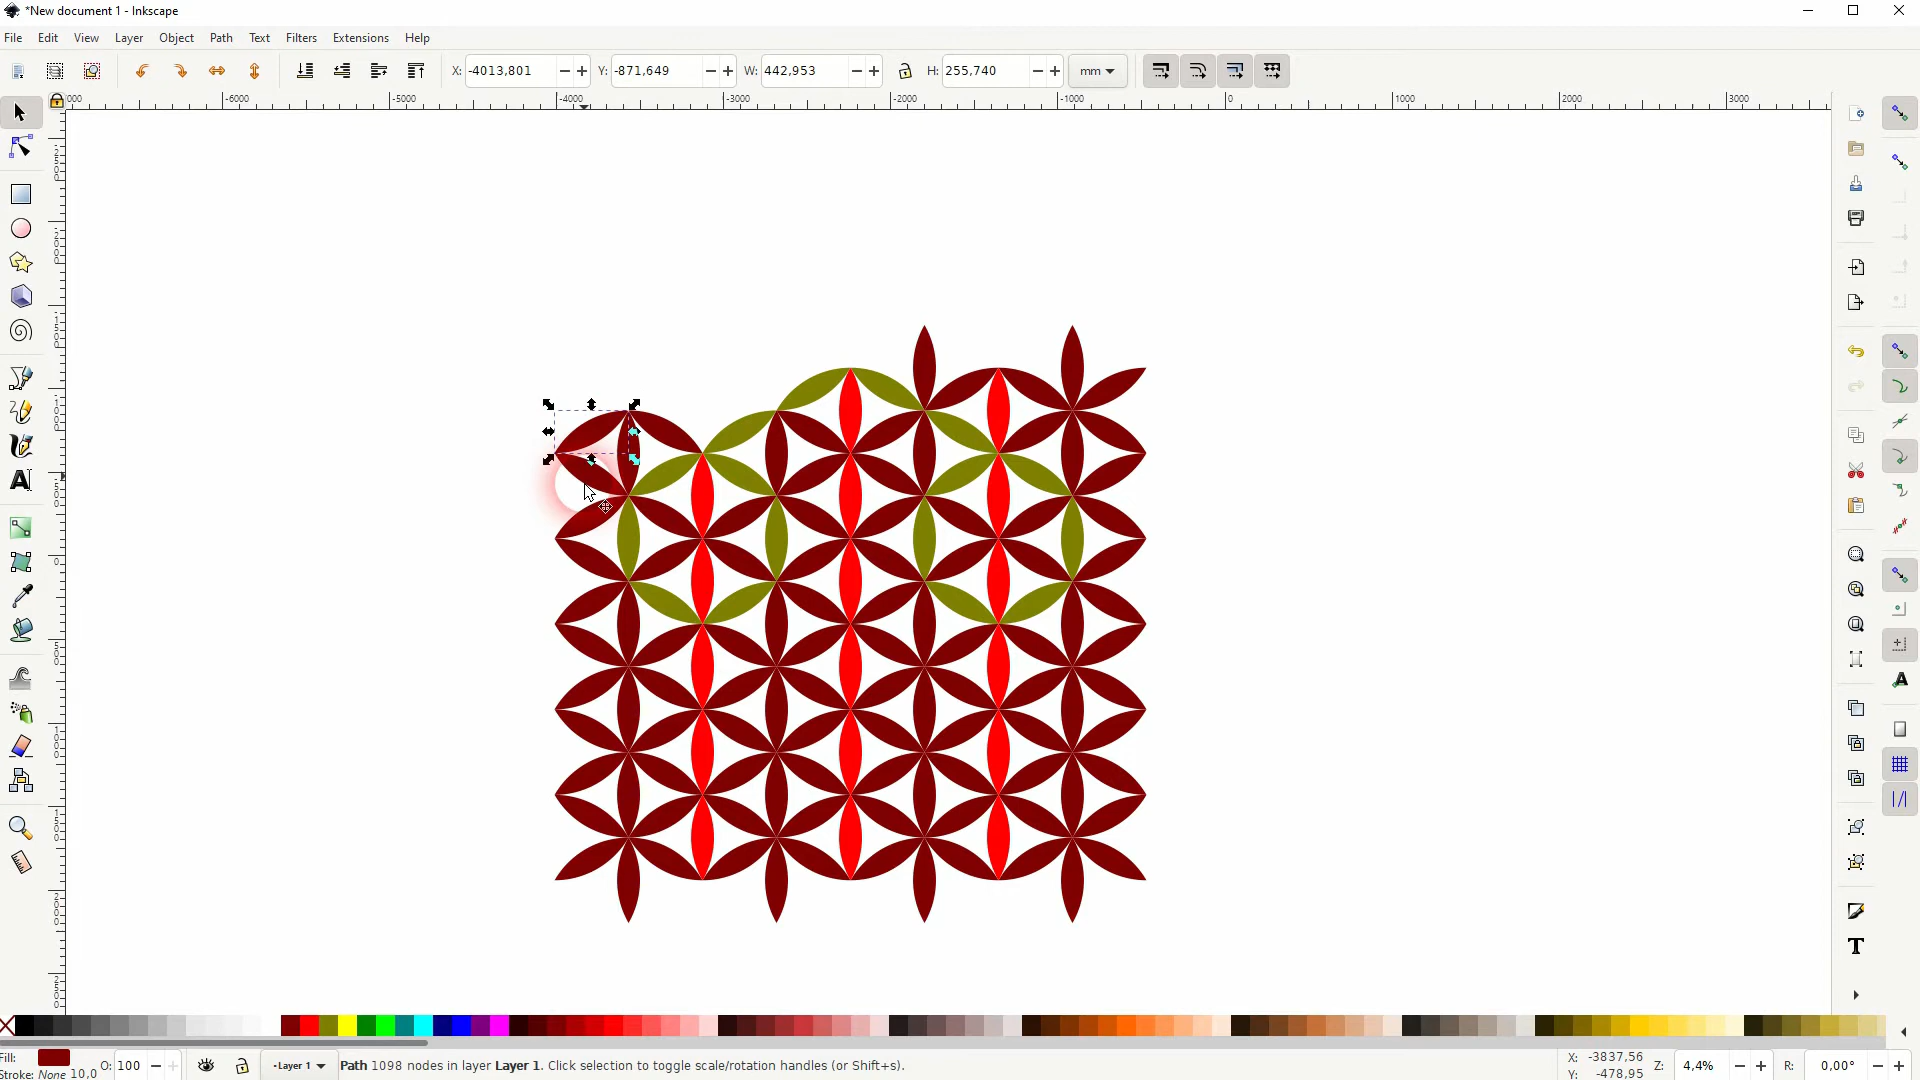 *New document 1 - Inkscape
File Edit View Layer Object Path Text Filters Extensions Help
X: -4013,801 Y: -871,649 W: 442,953 H: 255,740 mm
-6000 -5000 -4000 -3000 -2000 -1000 0 1000 2000 3000
Fill: O: 100 Layer 1 Path 1098 nodes in layer Layer 1. Click selection to toggle scale/rotation handles (or Shift+s). X: -3837,56 Z: 4,4% R: 0,00°
Stroke: None 10,0 Y: -478,95